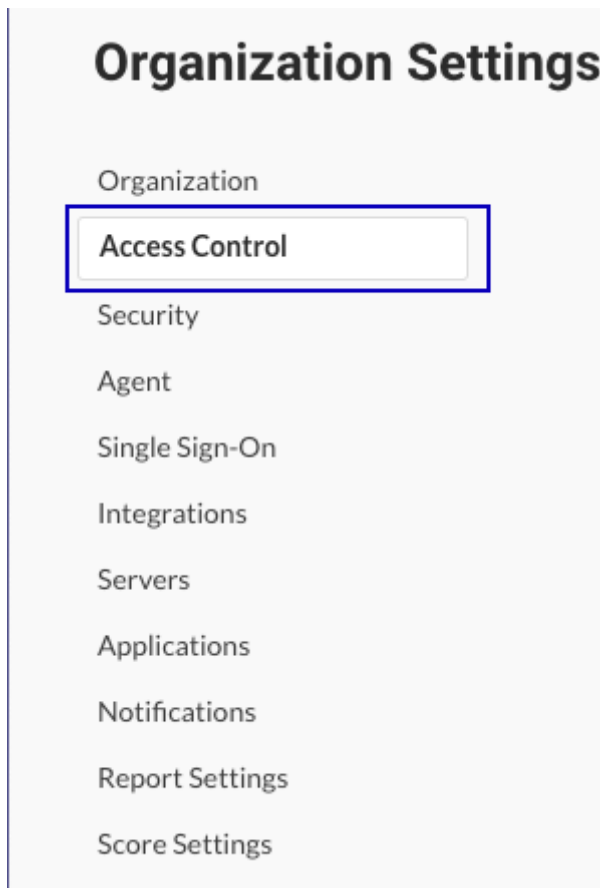 Organization Settings
Organization
Access Control
Security
Agent
Single Sign-On
Integrations
Servers
Applications
Notifications
Report Settings
Score Settings